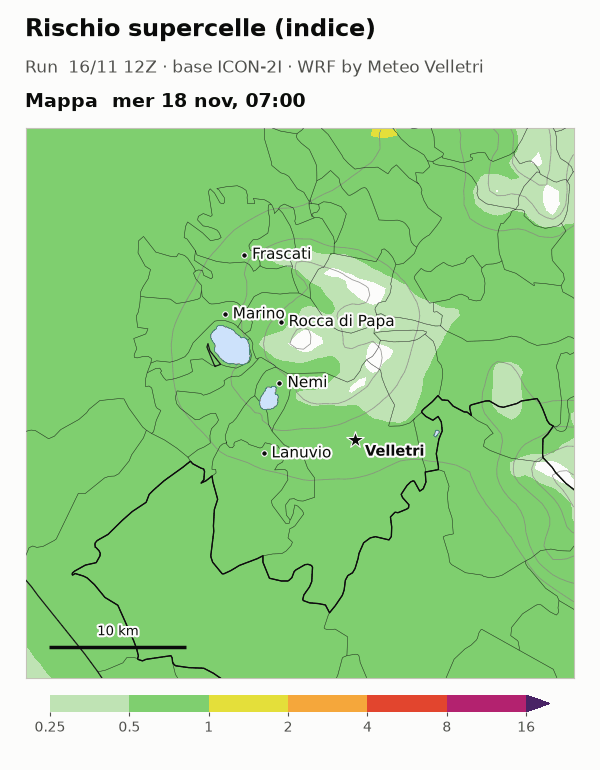 Rischio supercelle (indice)
Run  16/11 12Z · base ICON-2I · WRF by Meteo Velletri
Mappa  mer 18 nov, 07:00
Frascati
Marino
Rocca di Papa
Nemi
Velletri
Lanuvio
10 km
0.25 0.5 1 2 4 8 16